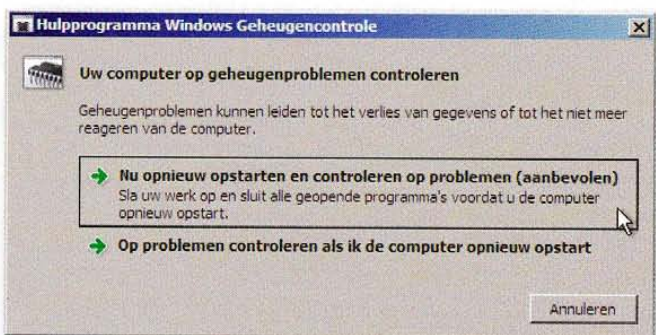 Hulpprogramma Windows Geheugencontrole
Uw computer op geheugenproblemen controleren
Geheugenproblemen kunnen leiden tot het verlies van gegevens of tot het niet meer
reageren van de computer.
Nu opnieuw opstarten en controleren op problemen (aanbevolen)
Sla uw werk op en sluit alle geopende programma's voordat u de computer
opnieuw opstart.
Op problemen controleren als ik de computer opnieuw opstart
Annuleren